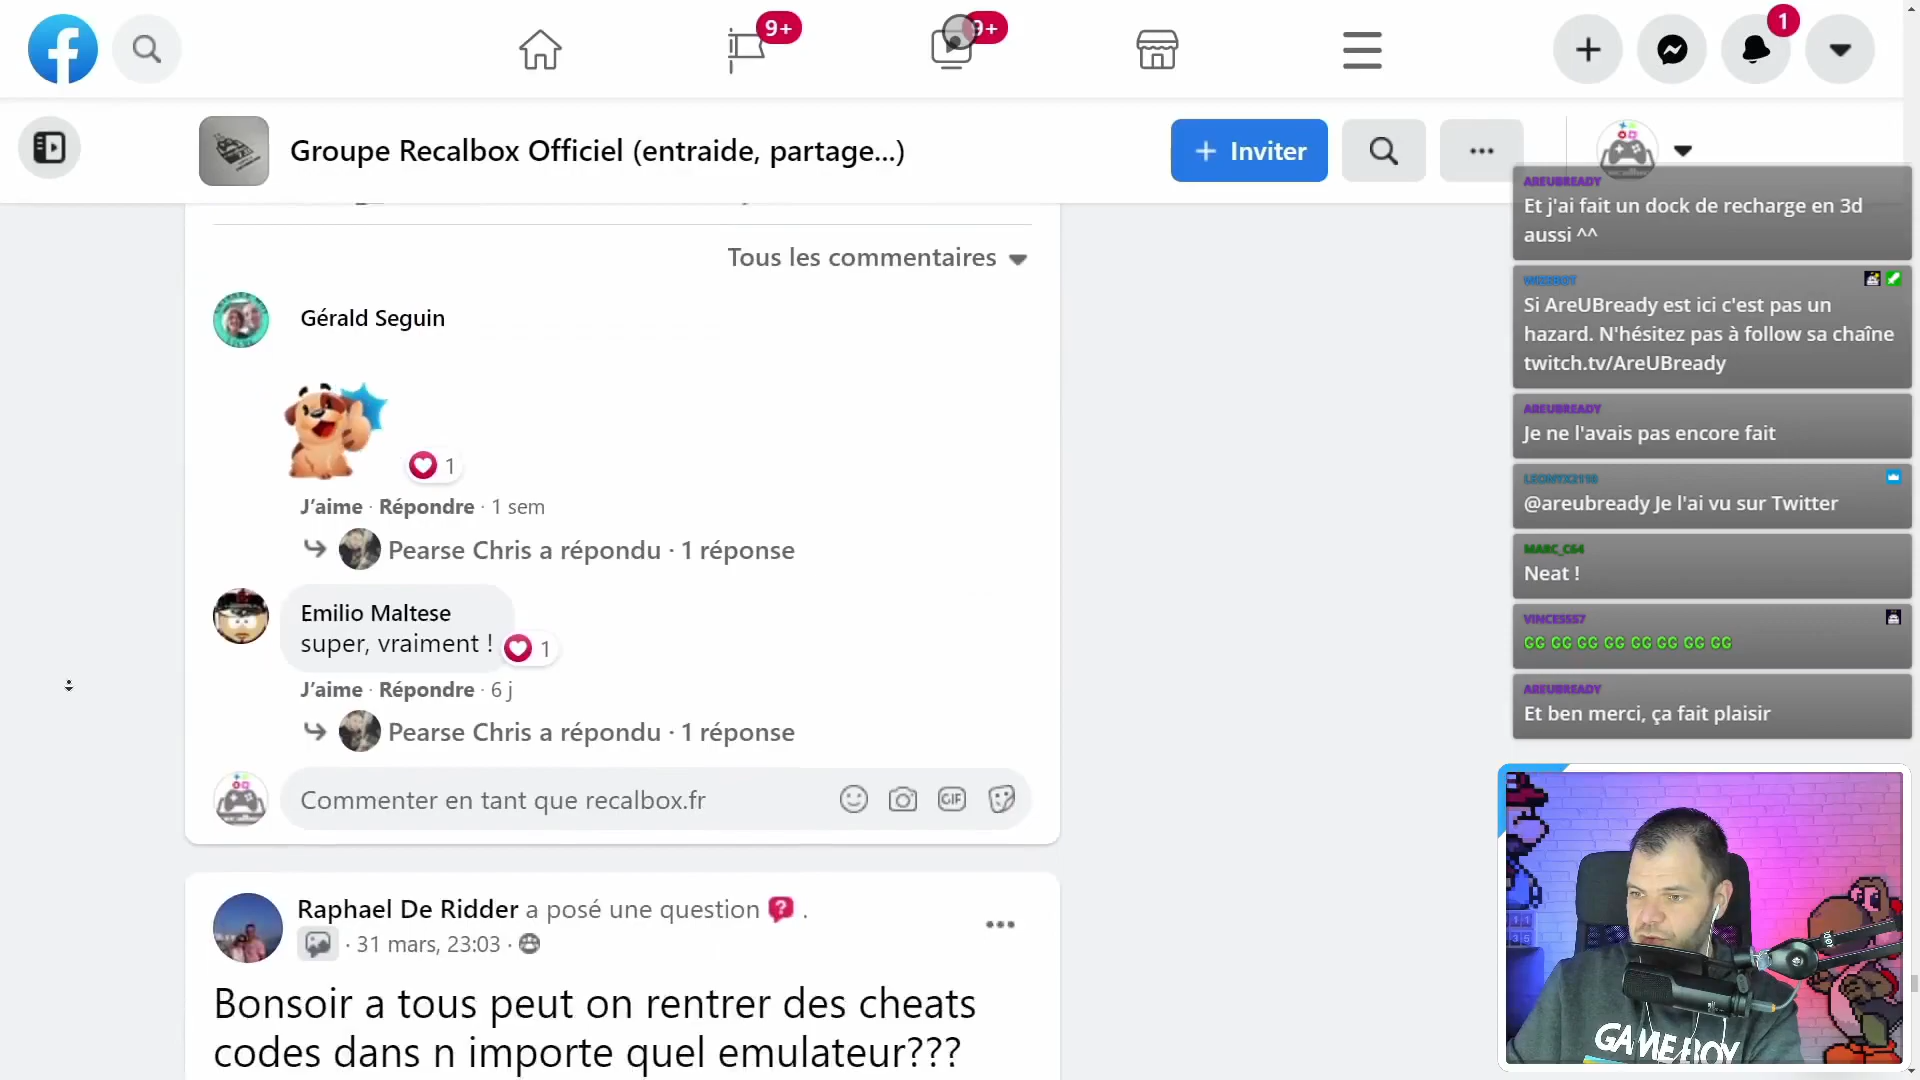 9+
9+
1
Groupe Recalbox Officiel (entraide, partage...)
+ Inviter
Tous les commentaires
Gérald Seguin
1
J'aime · Répondre · 1 sem
Pearse Chris a répondu · 1 réponse
Emilio Maltese
super, vraiment !
1
J'aime · Répondre · 6 j
Pearse Chris a répondu · 1 réponse
Commenter en tant que recalbox.fr
GIF
Raphael De Ridder a posé une question .
· 31 mars, 23:03 ·
Bonsoir a tous peut on rentrer des cheats
codes dans n importe quel emulateur???
AREUBREADY
Et j'ai fait un dock de recharge en 3d
aussi ^^
WIZEBOT
Si AreUBready est ici c'est pas un
hazard. N'hésitez pas à follow sa chaîne
twitch.tv/AreUBready
AREUBREADY
Je ne l'avais pas encore fait
@areubready Je l'ai vu sur Twitter
MARC_C64
Neat !
GG GG GG GG GG GG GG GG
AREUBREADY
Et ben merci, ça fait plaisir
GAMEBOY